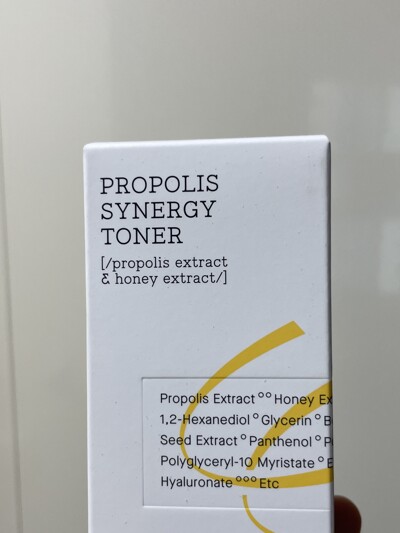 PROPOLIS
SYNERGY
TONER
[/propolis extract
& honey extract/]
Propolis Extract °° Honey Ex
1,2-Hexanediol ° Glycerin ° B
Seed Extract ° Panthenol ° P
Polyglyceryl-10 Myristate ° E
Hyaluronate °°° Etc